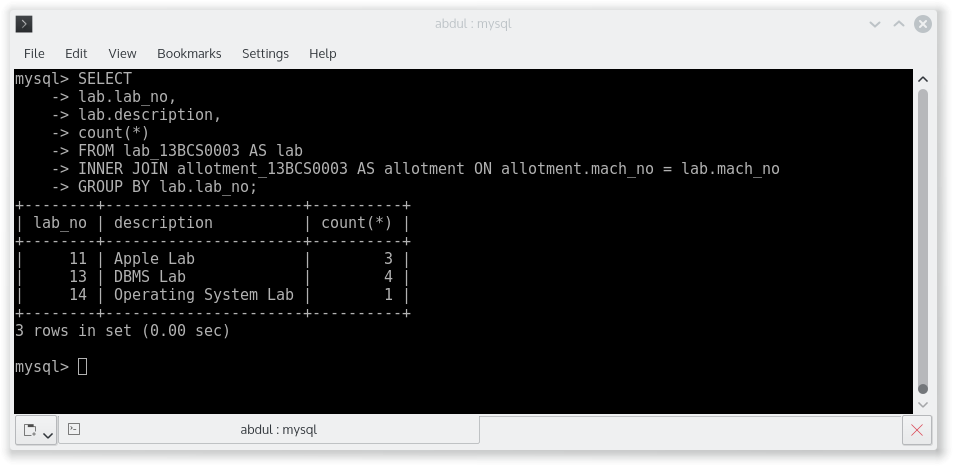 abdul : mysql
File Edit View Bookmarks Settings Help
mysql> SELECT
    -> lab.lab_no,
    -> lab.description,
    -> count(*)
    -> FROM lab_13BCS0003 AS lab
    -> INNER JOIN allotment_13BCS0003 AS allotment ON allotment.mach_no = lab.mach_no
    -> GROUP BY lab.lab_no;
+--------+----------------------+----------+
| lab_no | description          | count(*) |
+--------+----------------------+----------+
|     11 | Apple Lab            |        3 |
|     13 | DBMS Lab             |        4 |
|     14 | Operating System Lab |        1 |
+--------+----------------------+----------+
3 rows in set (0.00 sec)
mysql>
abdul : mysql